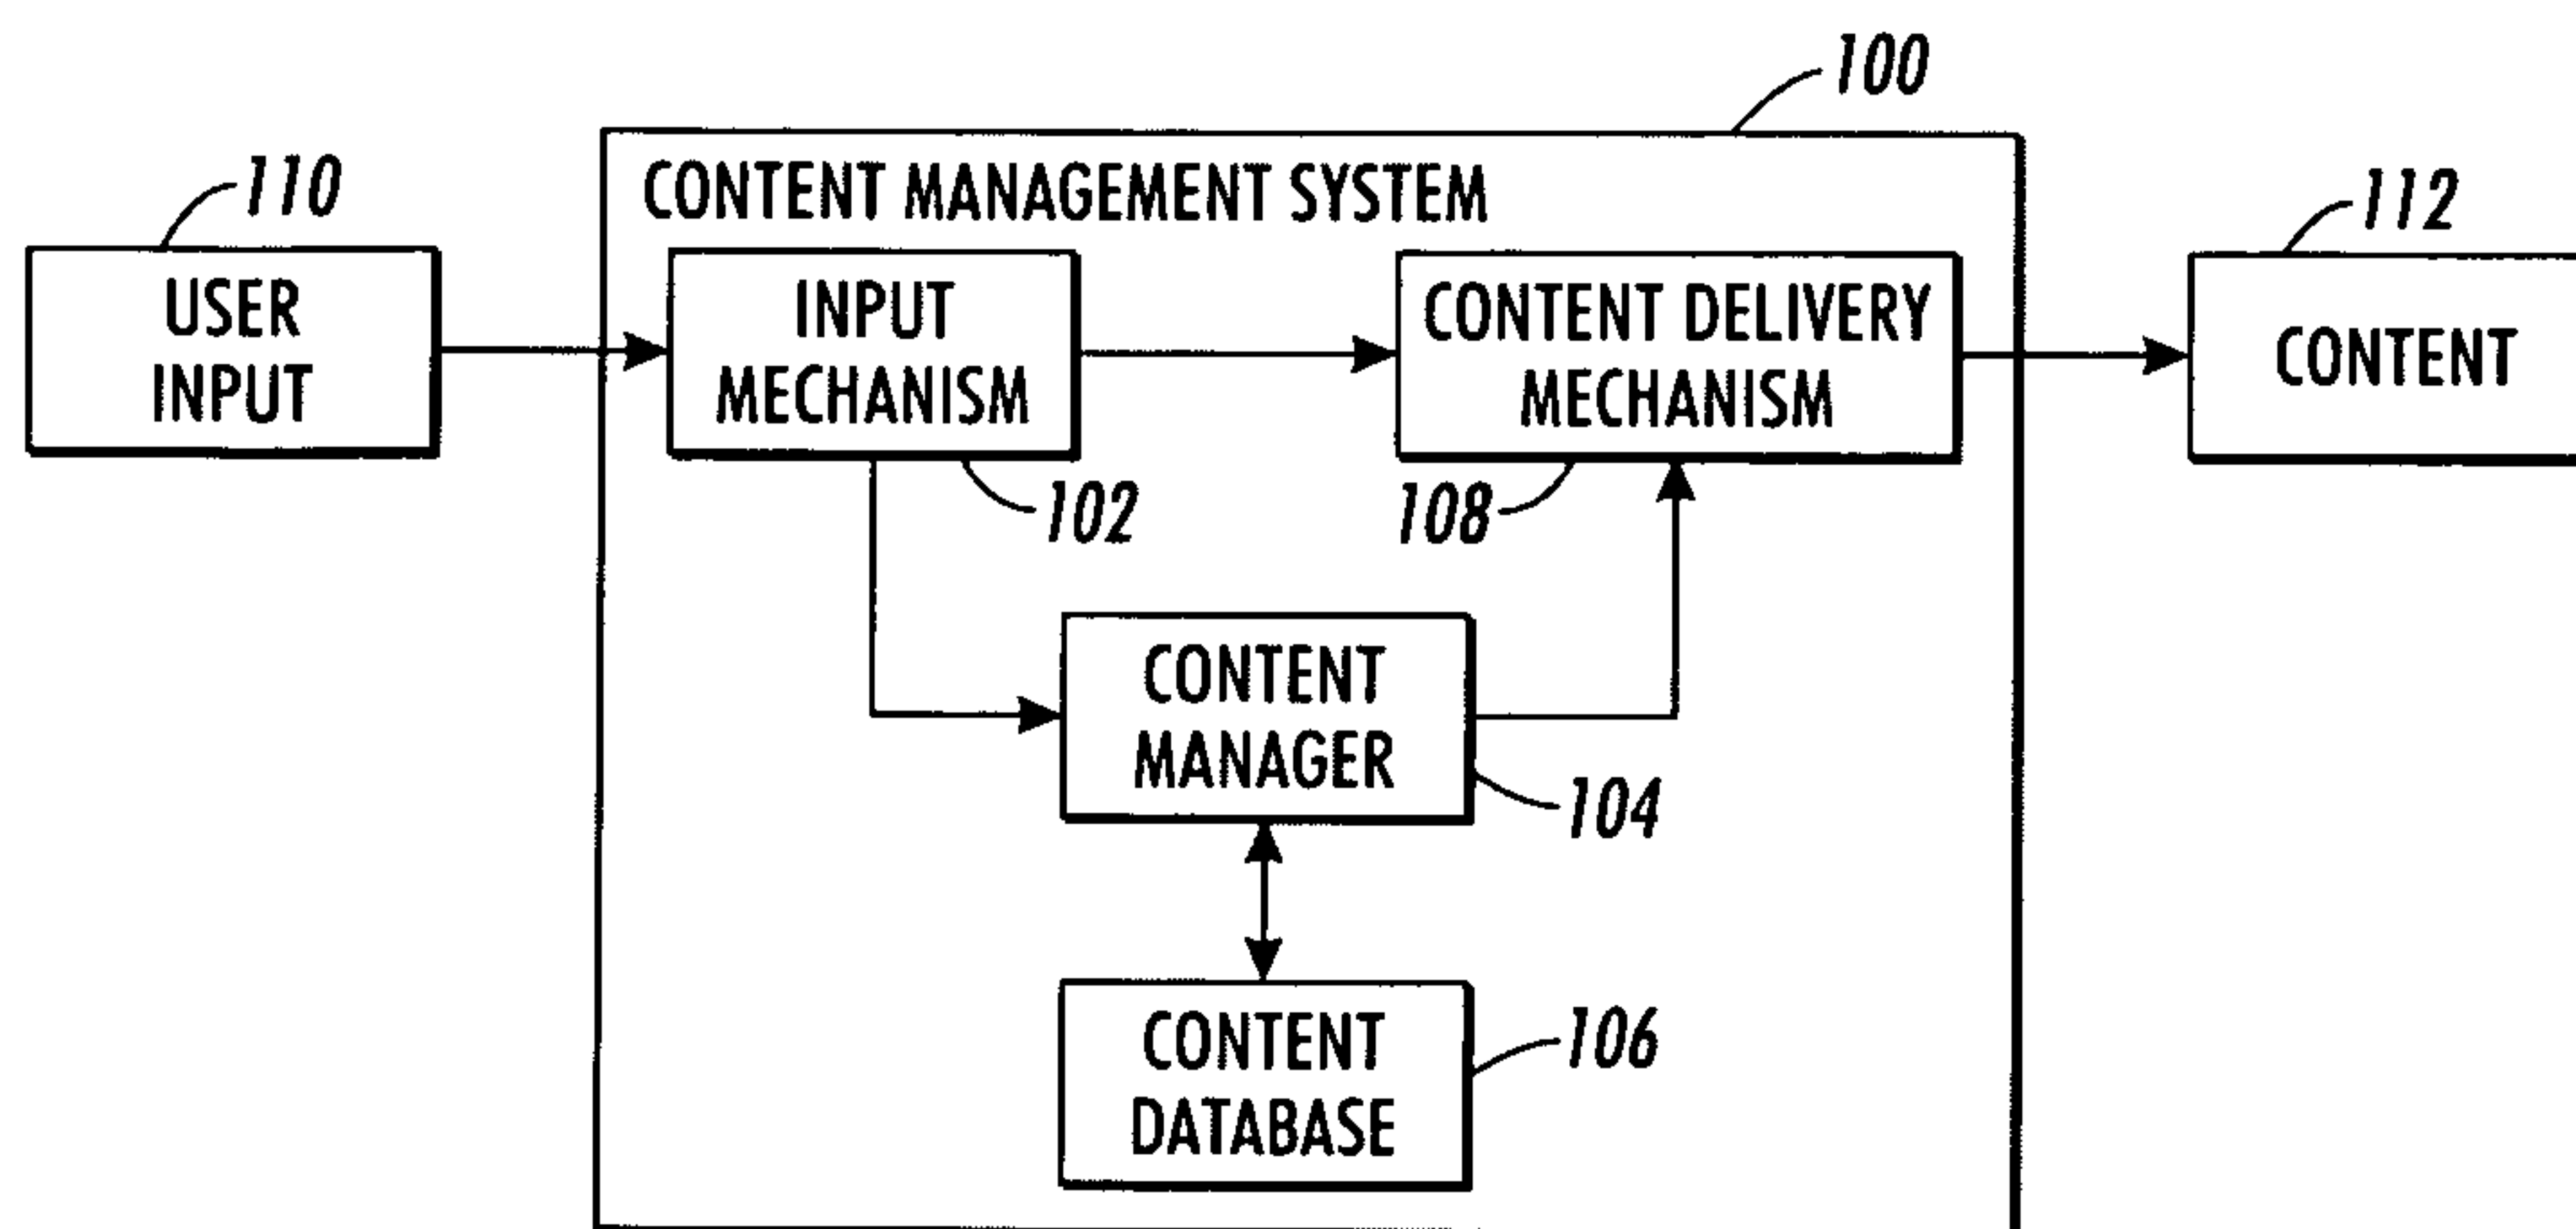 100
110
CONTENT MANAGEMENT SYSTEM
112
USER
INPUT
INPUT
MECHANISM
CONTENT DELIVERY
MECHANISM
CONTENT
102
108
CONTENT
MANAGER
104
CONTENT
DATABASE
106